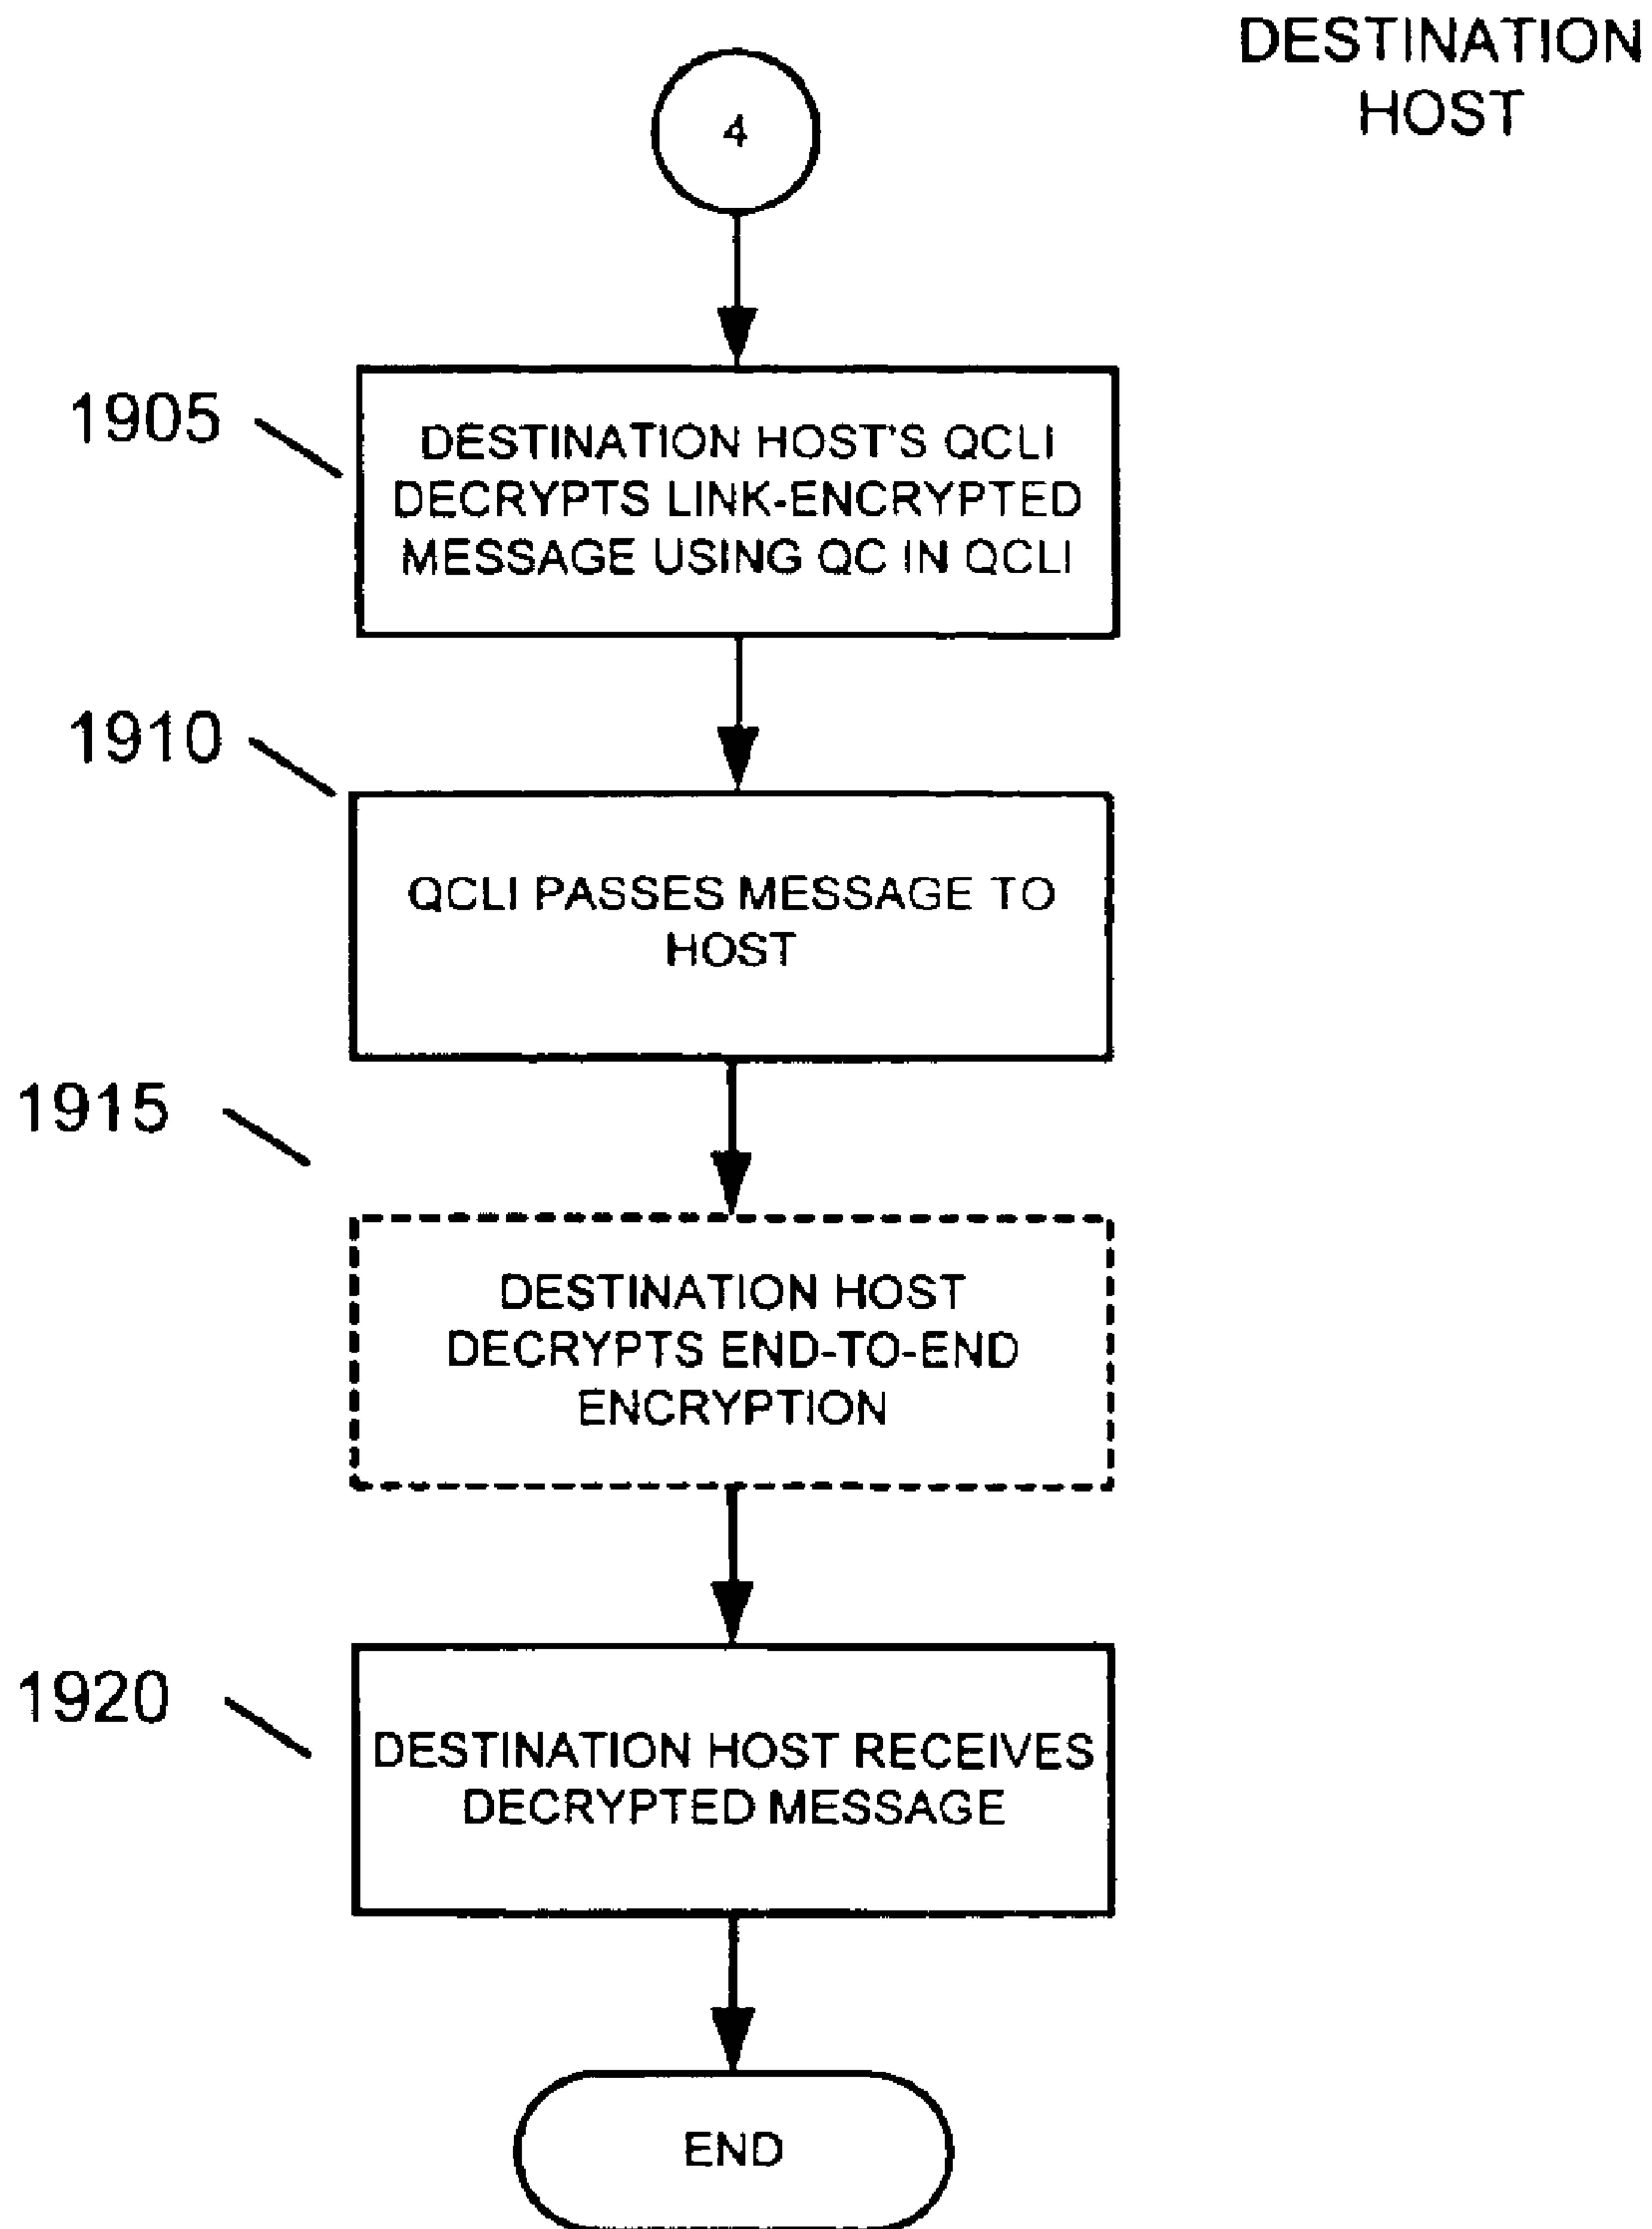 DESTINATION
HOST
4
1905
DESTINATION HOST'S QCLI
DECRYPTS LINK-ENCRYPTED
MESSAGE USING QC IN QCLI
1910
QCLI PASSES MESSAGE TO
HOST
1915
DESTINATION HOST
DECRYPTS END-TO-END
ENCRYPTION
1920
DESTINATION HOST RECEIVES
DECRYPTED MESSAGE
END